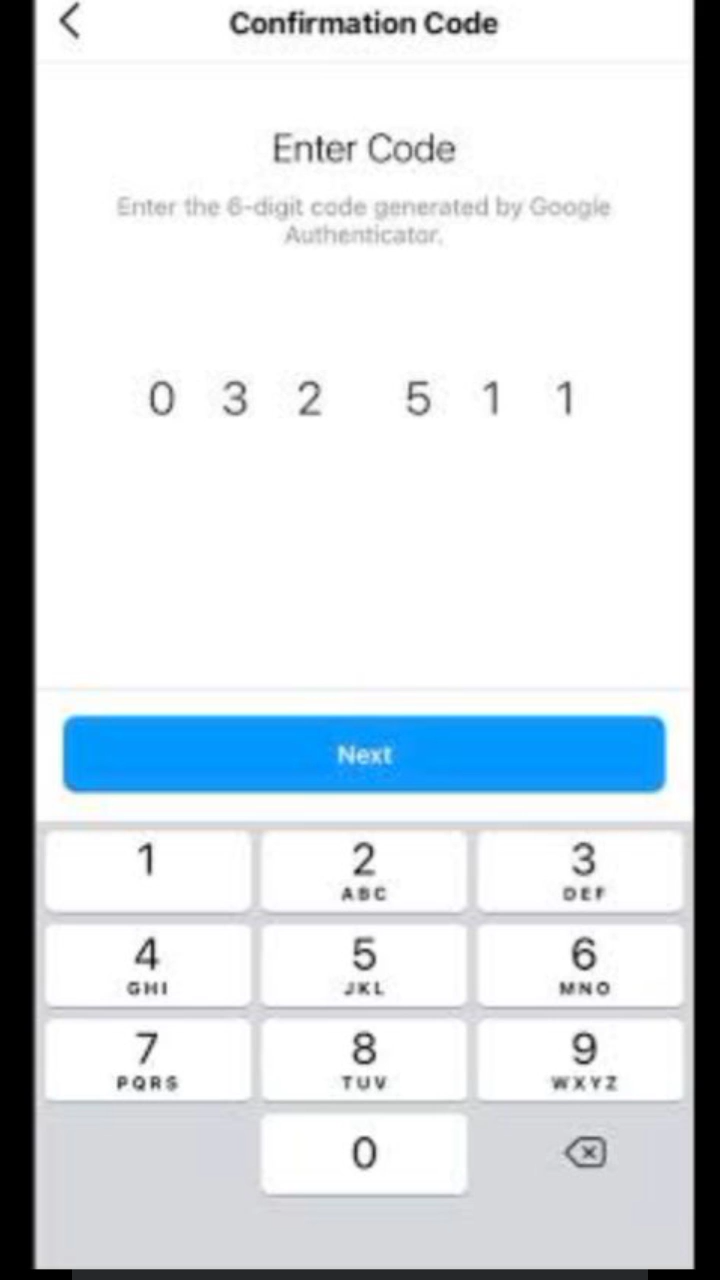 Confirmation Code
Enter Code
Enter the 6-digit code generated by Google
Authenticator.
0 3 2 5 1 1
Next
1 2 3
ABC DEF
4 5 6
GHI JKL MNO
7 8 9
PQRS TUV WXYZ
0